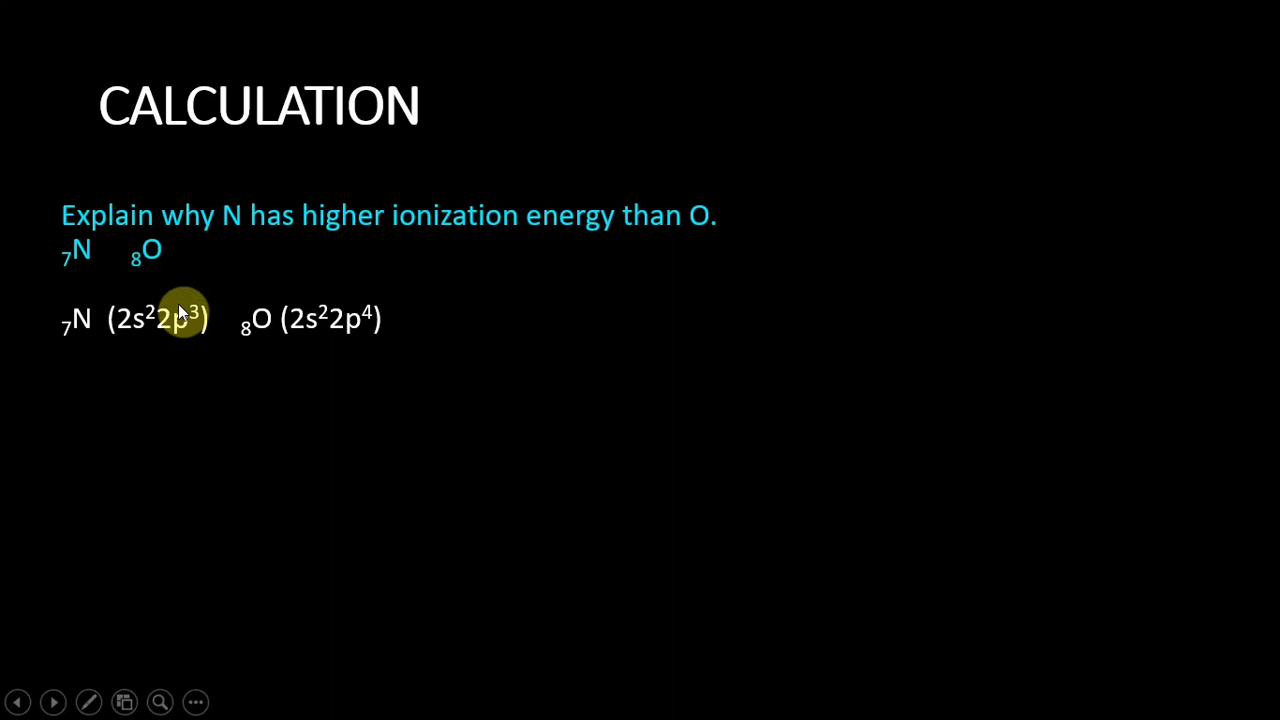 CALCULATION
Explain why N has higher ionization energy than O.
₇N ₈O
₇N (2s²2p³) ₈O (2s²2p⁴)